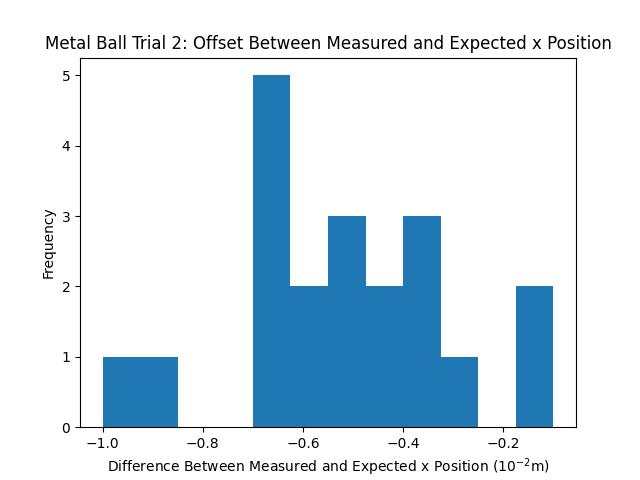 Metal Ball Trial 2: Offset Between Measured and Expected x Position
5
4
3
2
1
0
Frequency
−1.0 −0.8 −0.6 −0.4 −0.2
Difference Between Measured and Expected x Position (10⁻²m)